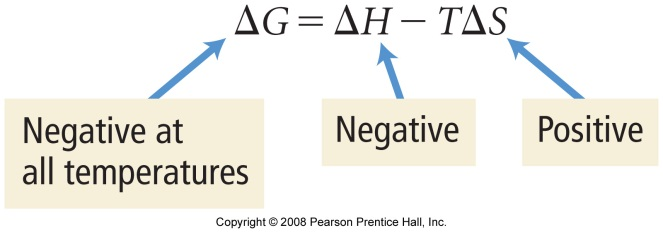 ΔG = ΔH − TΔS
Negative at
all temperatures
Negative
Positive
Copyright © 2008 Pearson Prentice Hall, Inc.